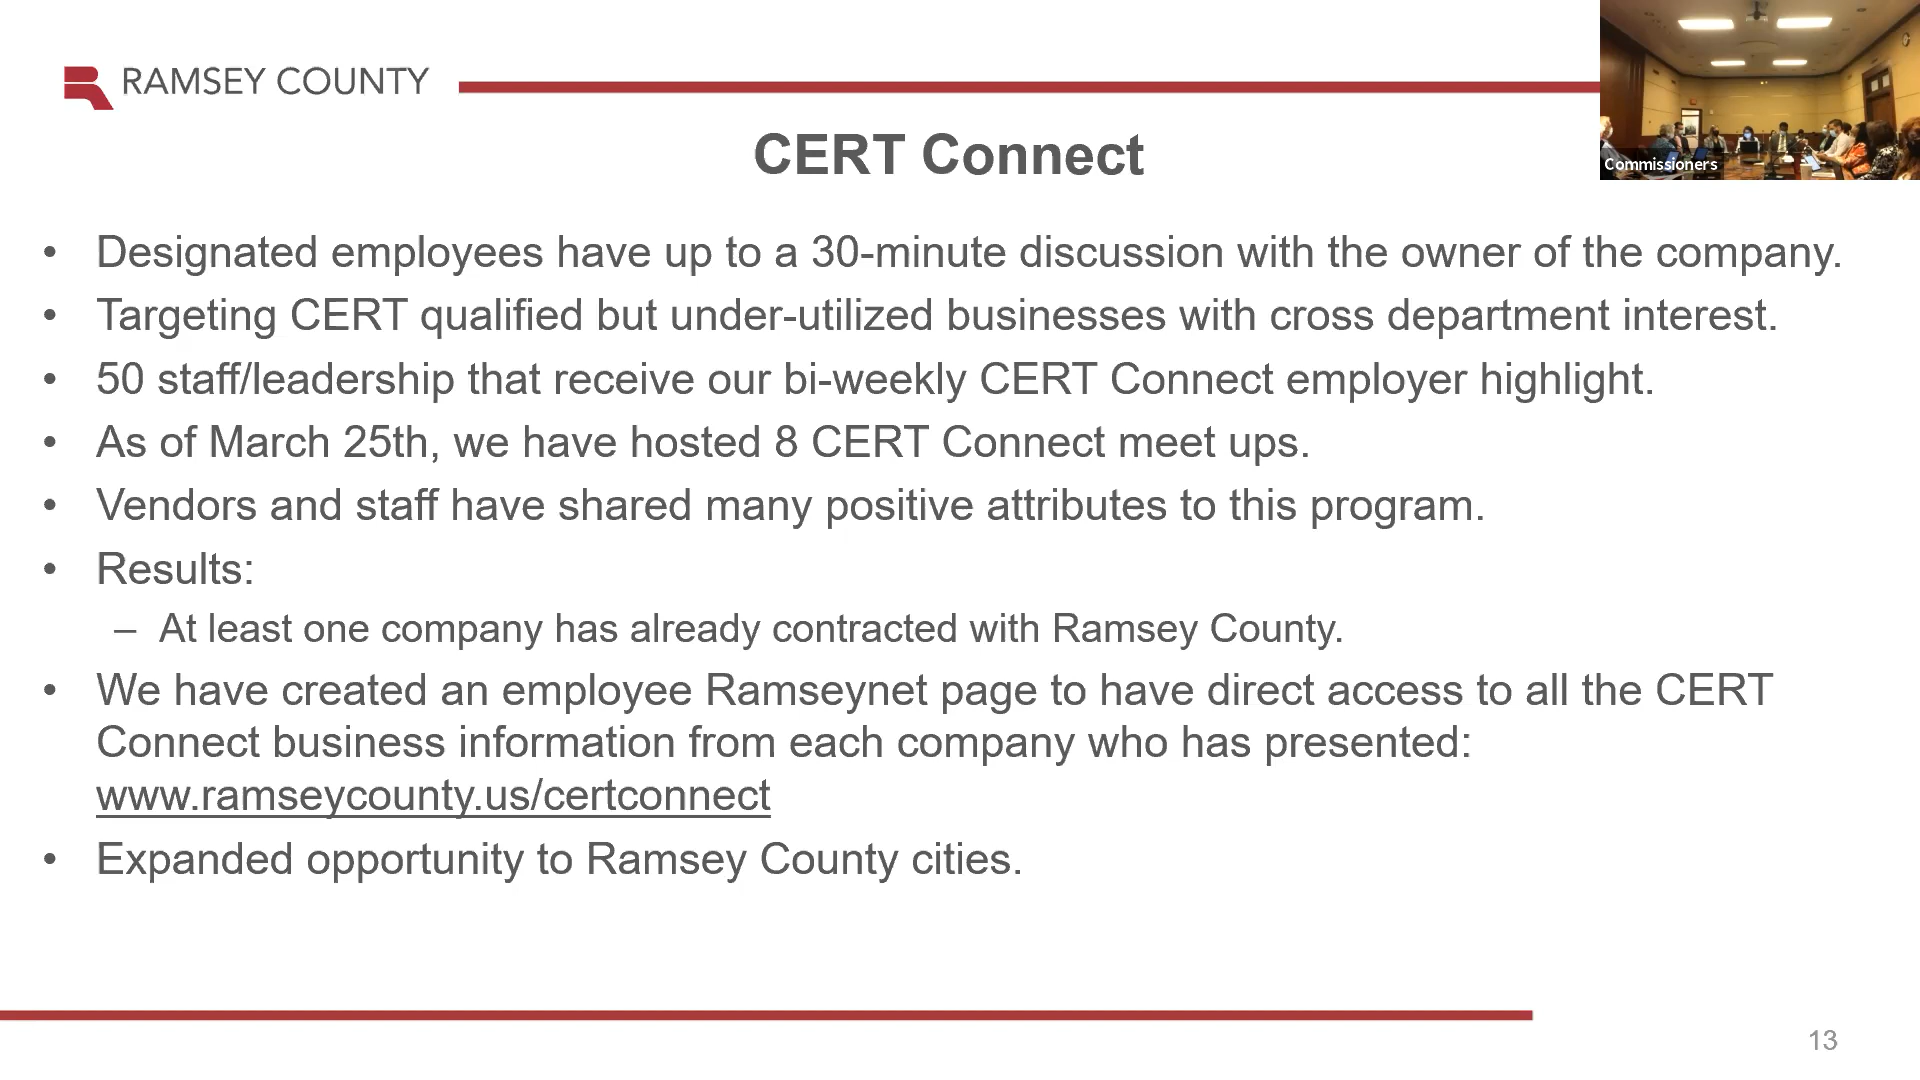 RAMSEY COUNTY
Commissioners
CERT Connect
• Designated employees have up to a 30-minute discussion with the owner of the company.
• Targeting CERT qualified but under-utilized businesses with cross department interest.
• 50 staff/leadership that receive our bi-weekly CERT Connect employer highlight.
• As of March 25th, we have hosted 8 CERT Connect meet ups.
• Vendors and staff have shared many positive attributes to this program.
• Results:
– At least one company has already contracted with Ramsey County.
• We have created an employee Ramseynet page to have direct access to all the CERT
Connect business information from each company who has presented:
www.ramseycounty.us/certconnect
• Expanded opportunity to Ramsey County cities.
13